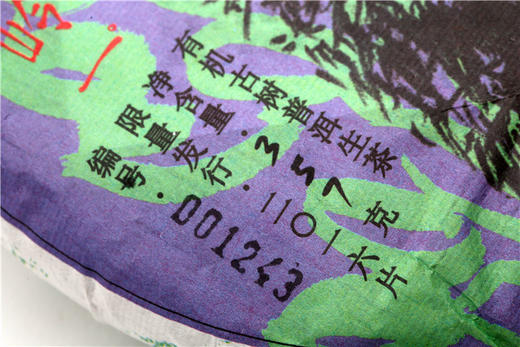 有机古树普洱生茶
净含量·357克
限量发行·二〇一六片
编号·001243